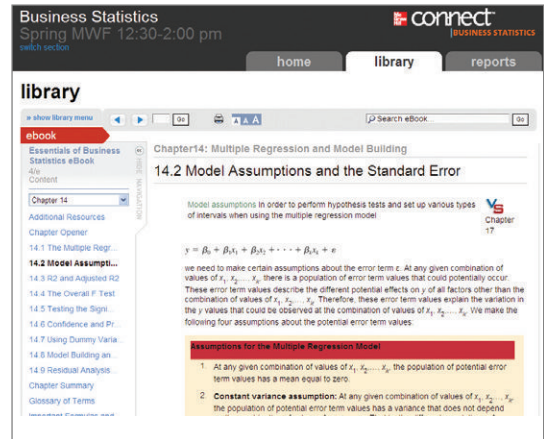 Business Statistics
Spring MWF 12:30-2:00 pm
switch section
connect
BUSINESS STATISTICS
home library reports
library
» show library menu Go A A A Search eBook... Go
ebook
Essentials of Business
Statistics eBook
4/e
Content
Chapter 14
Additional Resources
Chapter Opener
14.1 The Multiple Regr...
14.2 Model Assumpti...
14.3 R2 and Adjusted R2
14.4 The Overall F Test
14.5 Testing the Signi...
14.6 Confidence and Pr...
14.7 Using Dummy Varia...
14.8 Model Building an...
14.9 Residual Analysis...
Chapter Summary
Glossary of Terms
Important Formulas and
HIDE NAVIGATION
Chapter14: Multiple Regression and Model Building
14.2 Model Assumptions and the Standard Error
Model assumptions In order to perform hypothesis tests and set up various types
of intervals when using the multiple regression model
VS
Chapter
17
y = β₀ + β₁x₁ + β₂x₂ + · · · + βₖxₖ + e
we need to make certain assumptions about the error term ε. At any given combination of
values of x₁, x₂,..., xₖ, there is a population of error term values that could potentially occur.
These error term values describe the different potential effects on y of all factors other than the
combination of values of x₁, x₂,..., xₖ. Therefore, these error term values explain the variation in
the y values that could be observed at the combination of values of x₁, x₂,..., xₖ. We make the
following four assumptions about the potential error term values:
Assumptions for the Multiple Regression Model
1. At any given combination of values of x₁, x₂,..., xₖ, the population of potential error
term values has a mean equal to zero.
2. Constant variance assumption: At any given combination of values of x₁, x₂,..., xₖ,
the population of potential error term values has a variance that does not depend